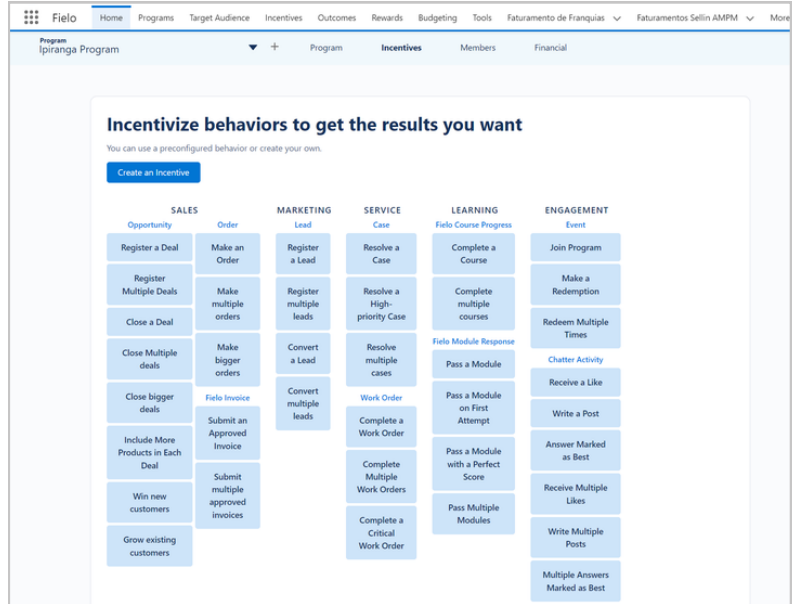 Fielo Home Programs Target Audience Incentives Outcomes Rewards Budgeting Tools Faturamento de Franquias Faturamentos Sellin AMPM More
Program
Ipiranga Program
Program Incentives Members Financial
Incentivize behaviors to get the results you want
You can use a preconfigured behavior or create your own.
Create an Incentive
SALES
Opportunity
Register a Deal
Register
Multiple Deals
Close a Deal
Close Multiple
deals
Close bigger
deals
Include More
Products in Each
Deal
Win new
customers
Grow existing
customers
Order
Make an
Order
Make
multiple
orders
Make
bigger
orders
Fielo Invoice
Submit an
Approved
Invoice
Submit
multiple
approved
invoices
MARKETING
Lead
Register
a Lead
Register
multiple
leads
Convert
a Lead
Convert
multiple
leads
SERVICE
Case
Resolve a
Case
Resolve a
High-
priority Case
Resolve
multiple
cases
Work Order
Complete a
Work Order
Complete
Multiple
Work Orders
Complete a
Critical
Work Order
LEARNING
Fielo Course Progress
Complete a
Course
Complete
multiple
courses
Fielo Module Response
Pass a Module
Pass a Module
on First
Attempt
Pass a Module
with a Perfect
Score
Pass Multiple
Modules
ENGAGEMENT
Event
Join Program
Make a
Redemption
Redeem Multiple
Times
Chatter Activity
Receive a Like
Write a Post
Answer Marked
as Best
Receive Multiple
Likes
Write Multiple
Posts
Multiple Answers
Marked as Best